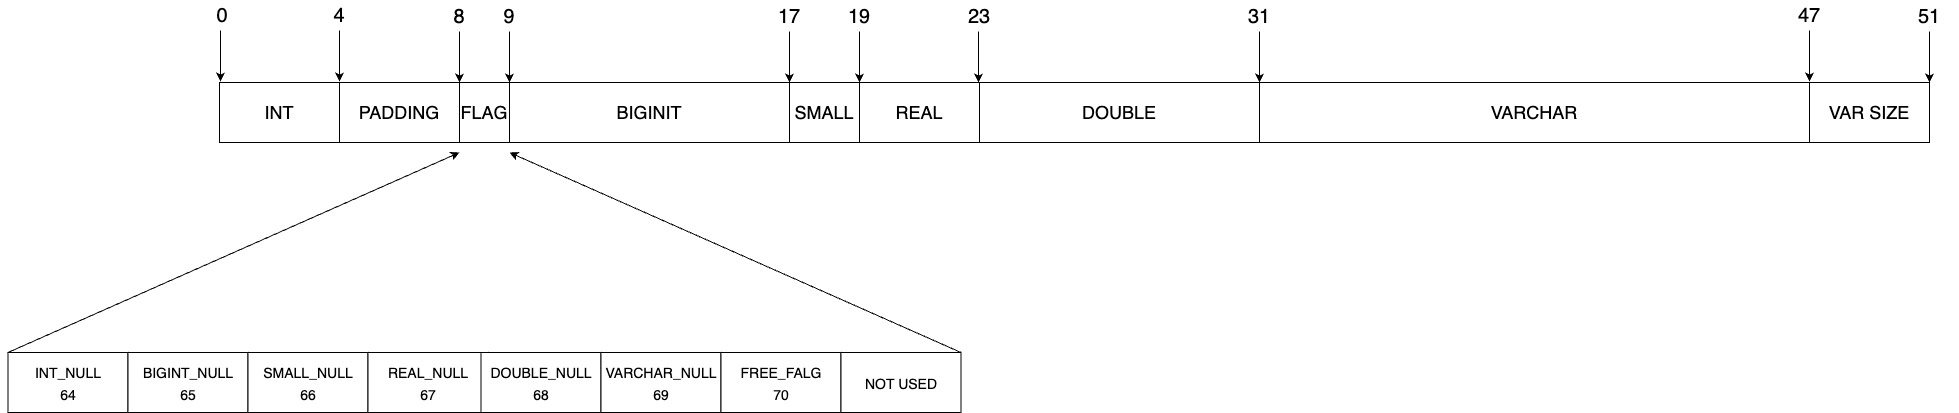 0 4 8 9 17 19 23 31 47 51
INT PADDING FLAG BIGINIT SMALL REAL DOUBLE VARCHAR VAR SIZE
INT_NULL BIGINT_NULL SMALL_NULL REAL_NULL DOUBLE_NULL VARCHAR_NULL FREE_FALG NOT USED
64 65 66 67 68 69 70